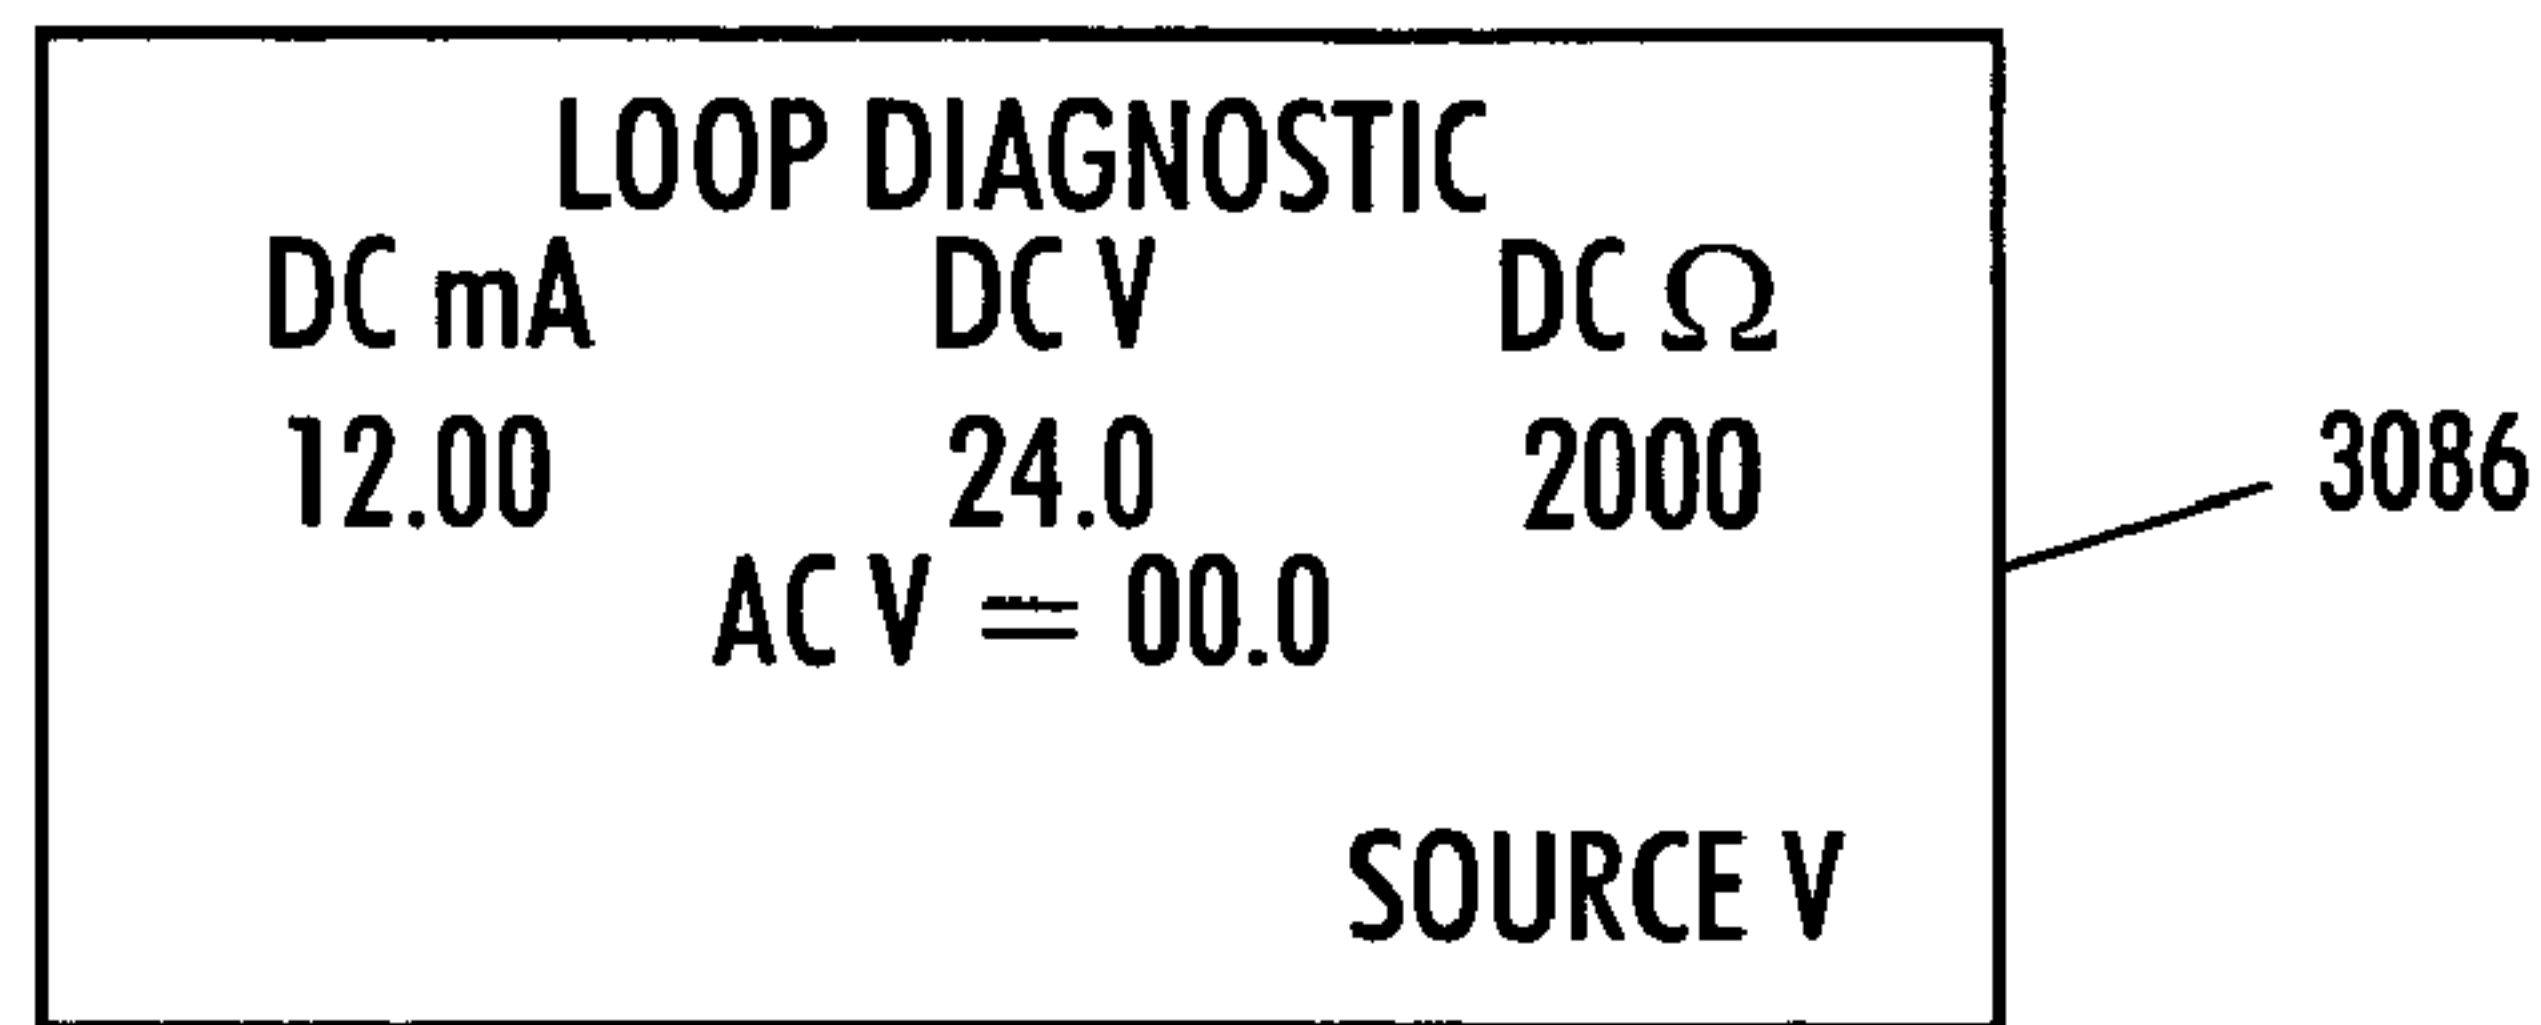 LOOP DIAGNOSTIC
DC mA DC V DC Ω
12.00 24.0 2000
AC V = 00.0
SOURCE V
3086